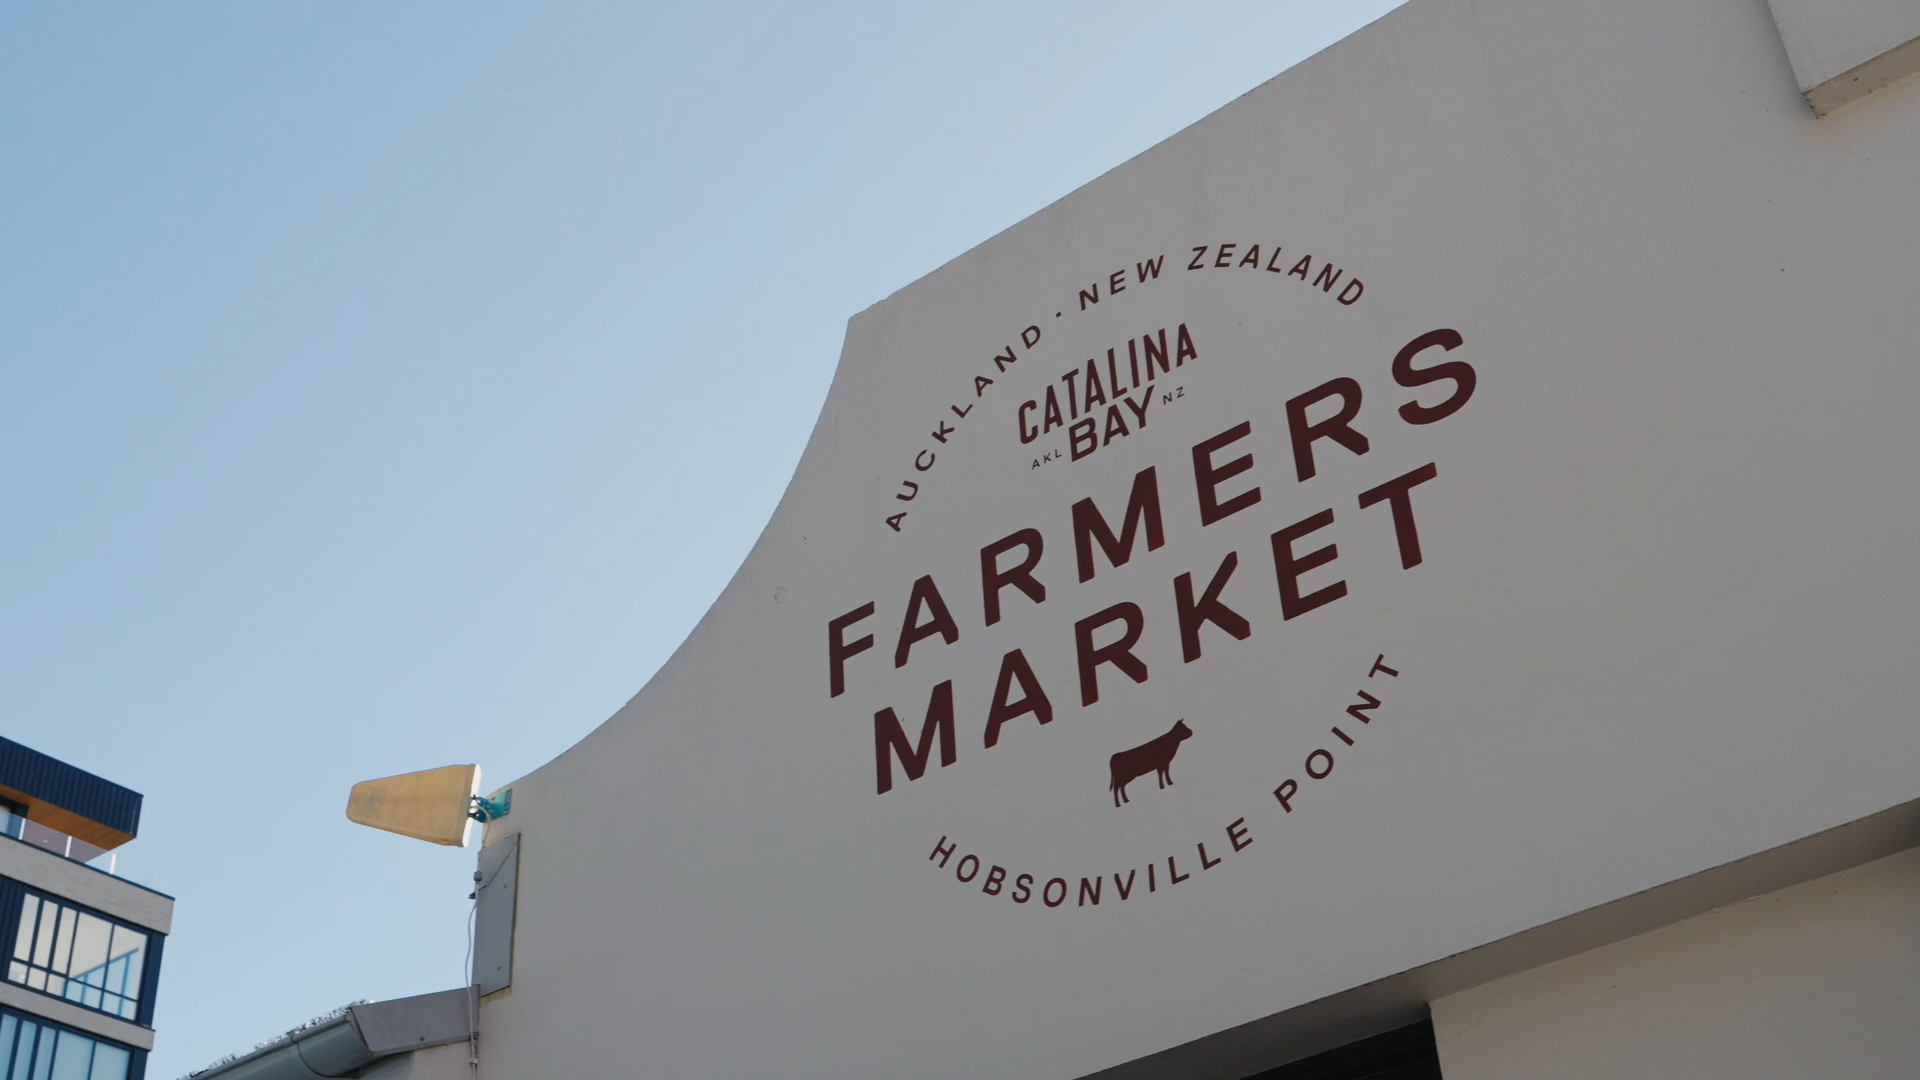 AUCKLAND - NEW ZEALAND
CATALINA
AKL BAY NZ
FARMERS
MARKET
HOBSONVILLE POINT